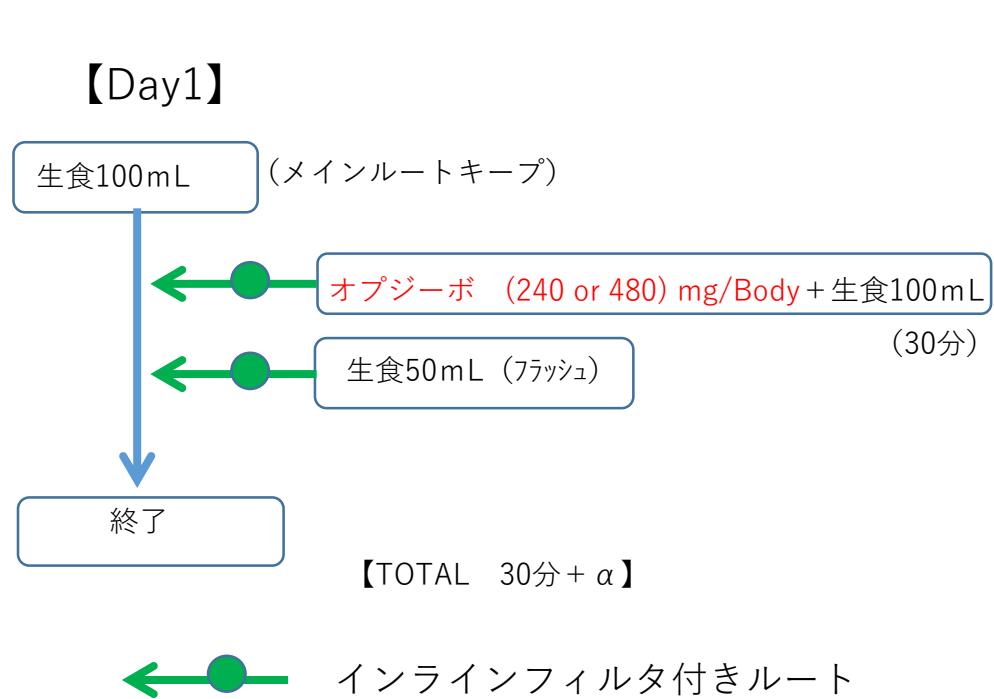 【Day1】
生食100mL (メインルートキープ)
オプジーボ (240 or 480) mg/Body+生食100mL
(30分)
生食50mL (ﾌﾗｯｼｭ)
終了
【TOTAL 30分+α】
インラインフィルタ付きルート